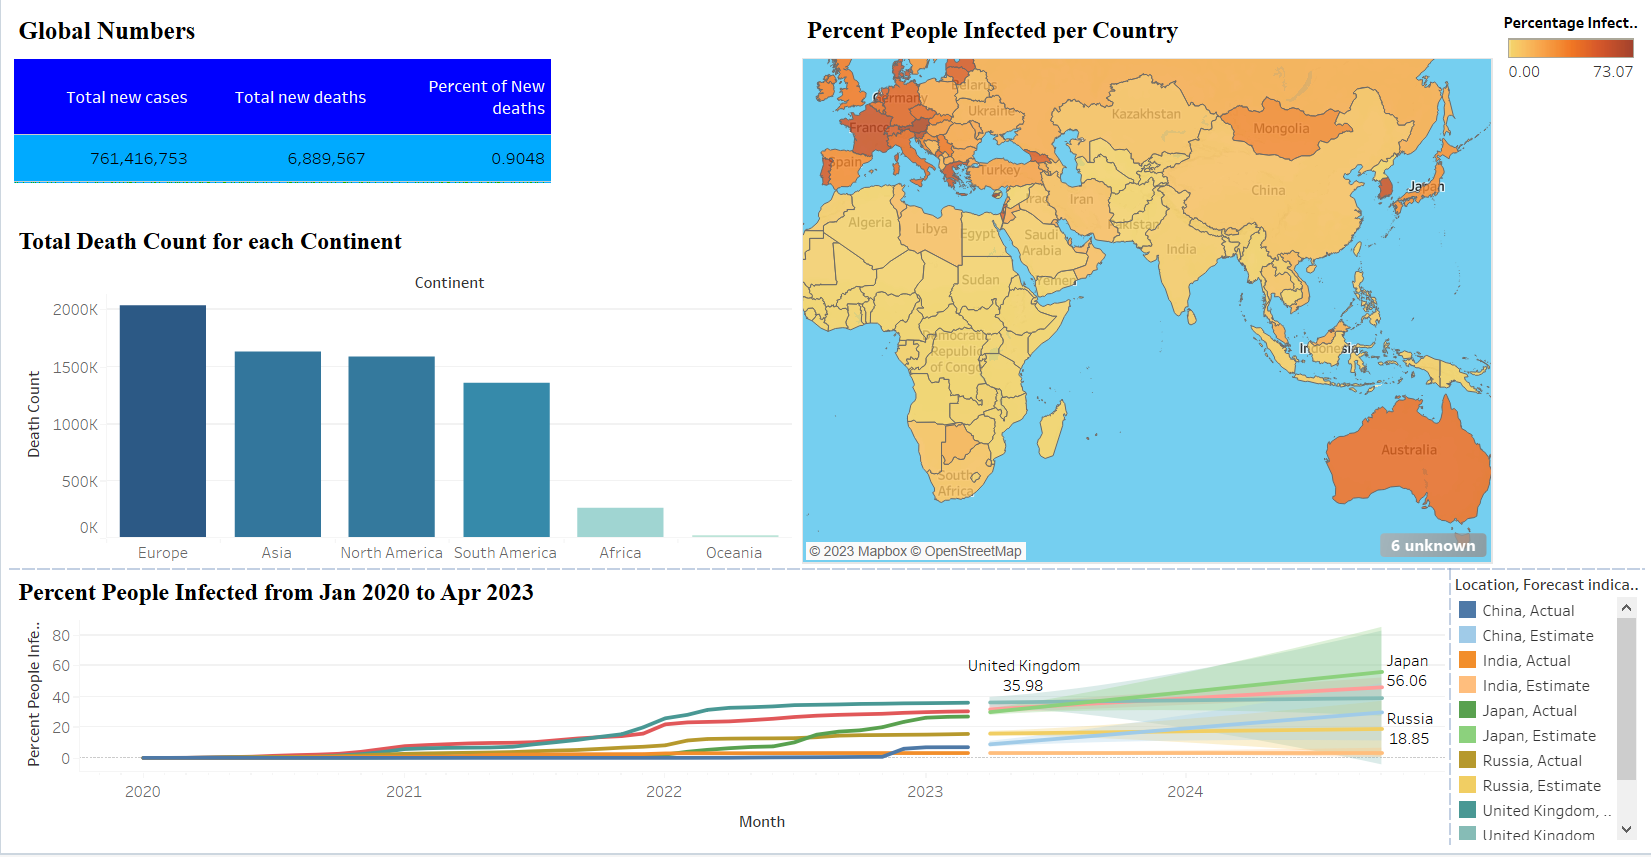 Global Numbers
Total new cases
Total new deaths
Percent of New
deaths
761,416,753
6,889,567
0.9048
Total Death Count for each Continent
Continent
Death Count
2000K
1500K
1000K
500K
0K
Europe
Asia
North America
South America
Africa
Oceania
Percent People Infected per Country
Germany
Belarus
Ukraine
France
Spain
Turkey
Kazakhstan
Mongolia
China
Japan
Iraq
Iran
Algeria
Libya
Egypt
Saudi
Arabia
Pakistan
India
Sudan
Yemen
Democratic
Republic
of Congo
Indonesia
Australia
South
Africa
© 2023 Mapbox © OpenStreetMap
6 unknown
Percentage Infect..
0.00
73.07
Percent People Infected from Jan 2020 to Apr 2023
Percent People Infe..
80
60
40
20
0
United Kingdom
35.98
Japan
56.06
Russia
18.85
2020
2021
2022
2023
2024
Month
Location, Forecast indica..
China, Actual
China, Estimate
India, Actual
India, Estimate
Japan, Actual
Japan, Estimate
Russia, Actual
Russia, Estimate
United Kingdom, ..
United Kingdom